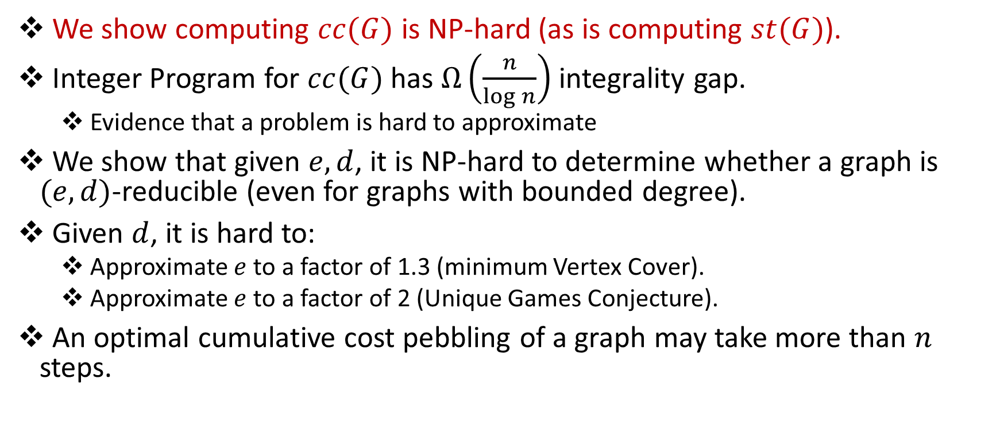 ❖ We show computing cc(G) is NP-hard (as is computing st(G)).
❖ Integer Program for cc(G) has Ω(n/log n) integrality gap.
❖ Evidence that a problem is hard to approximate
❖ We show that given e, d, it is NP-hard to determine whether a graph is
(e, d)-reducible (even for graphs with bounded degree).
❖ Given d, it is hard to:
❖ Approximate e to a factor of 1.3 (minimum Vertex Cover).
❖ Approximate e to a factor of 2 (Unique Games Conjecture).
❖ An optimal cumulative cost pebbling of a graph may take more than n
steps.